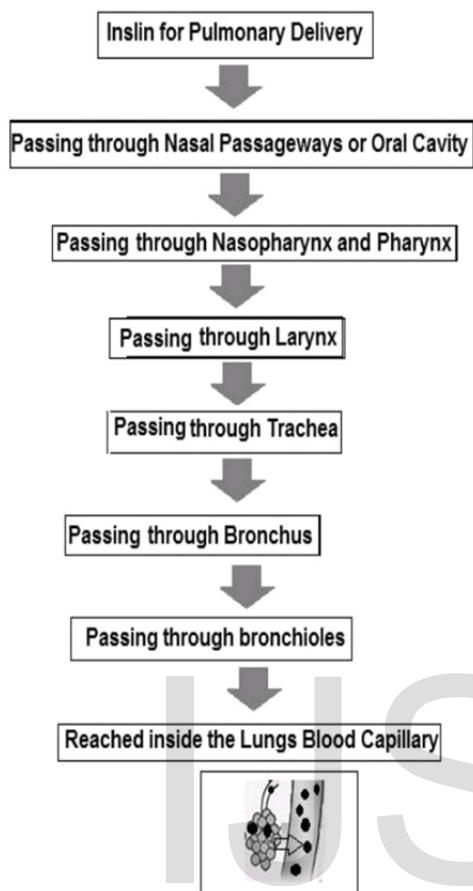 Inslin for Pulmonary Delivery
Passing through Nasal Passageways or Oral Cavity
Passing through Nasopharynx and Pharynx
Passing through Larynx
Passing through Trachea
Passing through Bronchus
Passing through bronchioles
Reached inside the Lungs Blood Capillary
IJS